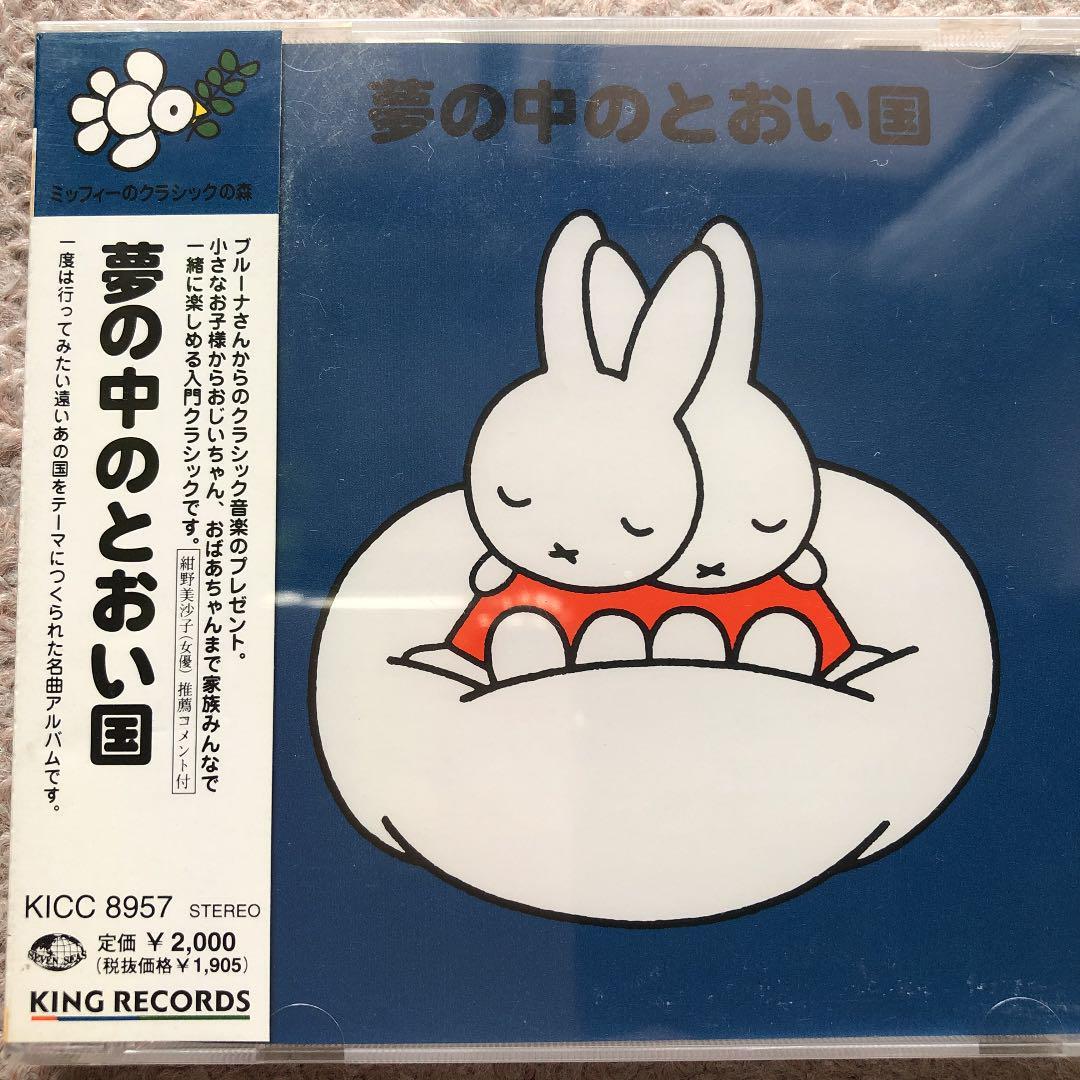 夢の中のとおい国
ミッフィーのクラシックの森
ブルーナさんからのクラシック音楽のプレゼント。
小さなお子様からおじいちゃん、おばあちゃんまで家族みんなで
一緒に楽しめる入門クラシックです。
紺野美沙子(女優)推薦コメント付
夢の中のとおい国
一度は行ってみたい遠いあの国をテーマにつくられた名曲アルバムです。
KICC 8957 STEREO
SEVEN SEAS
定価 ¥2,000
(税抜価格¥1,905)
KING RECORDS